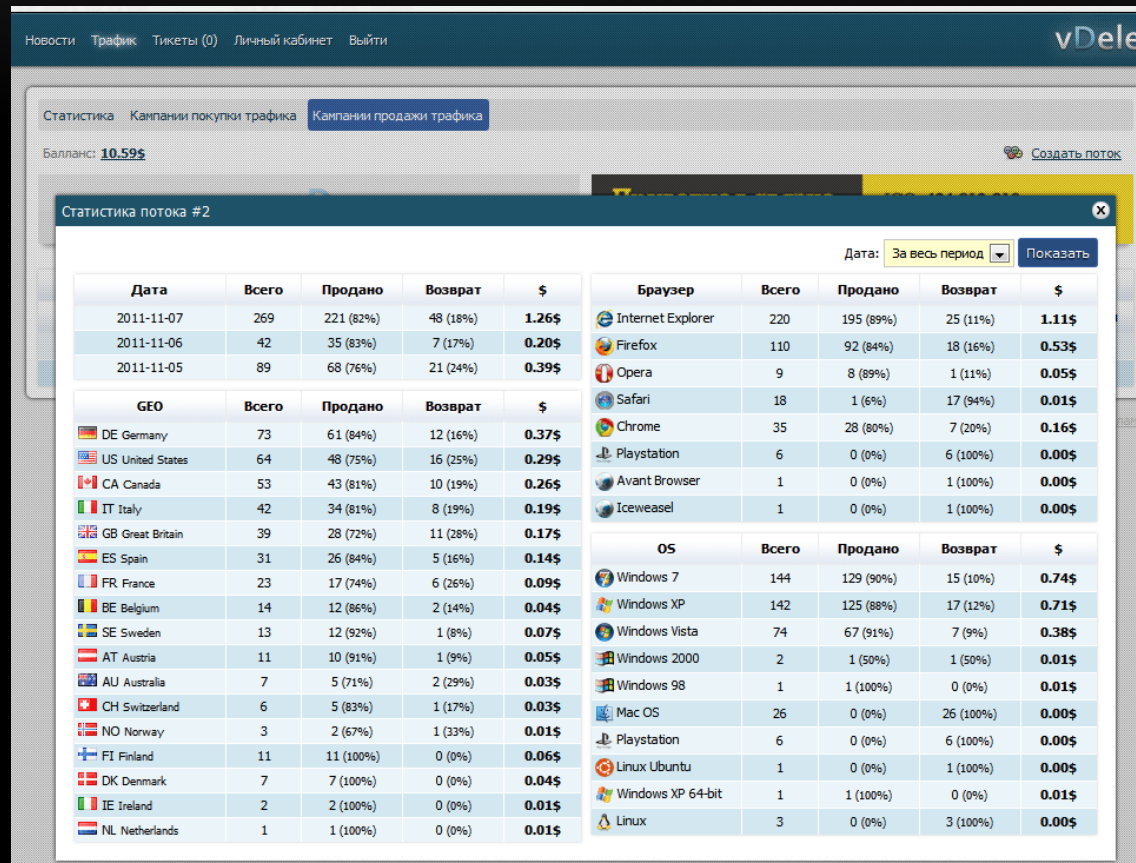 Новости Трафик Тикеты (0) Личный кабинет Выйти
vDele
Статистика Кампании покупки трафика Кампании продажи трафика
Балланс: 10.59$
Создать поток
Статистика потока #2
Дата: За весь период Показать
Дата Всего Продано Возврат $
2011-11-07 269 221 (82%) 48 (18%) 1.26$
2011-11-06 42 35 (83%) 7 (17%) 0.20$
2011-11-05 89 68 (76%) 21 (24%) 0.39$
GEO Всего Продано Возврат $
DE Germany 73 61 (84%) 12 (16%) 0.37$
US United States 64 48 (75%) 16 (25%) 0.29$
CA Canada 53 43 (81%) 10 (19%) 0.26$
IT Italy 42 34 (81%) 8 (19%) 0.19$
GB Great Britain 39 28 (72%) 11 (28%) 0.17$
ES Spain 31 26 (84%) 5 (16%) 0.14$
FR France 23 17 (74%) 6 (26%) 0.09$
BE Belgium 14 12 (86%) 2 (14%) 0.04$
SE Sweden 13 12 (92%) 1 (8%) 0.07$
AT Austria 11 10 (91%) 1 (9%) 0.05$
AU Australia 7 5 (71%) 2 (29%) 0.03$
CH Switzerland 6 5 (83%) 1 (17%) 0.03$
NO Norway 3 2 (67%) 1 (33%) 0.01$
FI Finland 11 11 (100%) 0 (0%) 0.06$
DK Denmark 7 7 (100%) 0 (0%) 0.04$
IE Ireland 2 2 (100%) 0 (0%) 0.01$
NL Netherlands 1 1 (100%) 0 (0%) 0.01$
Браузер Всего Продано Возврат $
Internet Explorer 220 195 (89%) 25 (11%) 1.11$
Firefox 110 92 (84%) 18 (16%) 0.53$
Opera 9 8 (89%) 1 (11%) 0.05$
Safari 18 1 (6%) 17 (94%) 0.01$
Chrome 35 28 (80%) 7 (20%) 0.16$
Playstation 6 0 (0%) 6 (100%) 0.00$
Avant Browser 1 0 (0%) 1 (100%) 0.00$
Iceweasel 1 0 (0%) 1 (100%) 0.00$
OS Всего Продано Возврат $
Windows 7 144 129 (90%) 15 (10%) 0.74$
Windows XP 142 125 (88%) 17 (12%) 0.71$
Windows Vista 74 67 (91%) 7 (9%) 0.38$
Windows 2000 2 1 (50%) 1 (50%) 0.01$
Windows 98 1 1 (100%) 0 (0%) 0.01$
Mac OS 26 0 (0%) 26 (100%) 0.00$
Playstation 6 0 (0%) 6 (100%) 0.00$
Linux Ubuntu 1 0 (0%) 1 (100%) 0.00$
Windows XP 64-bit 1 1 (100%) 0 (0%) 0.01$
Linux 3 0 (0%) 3 (100%) 0.00$